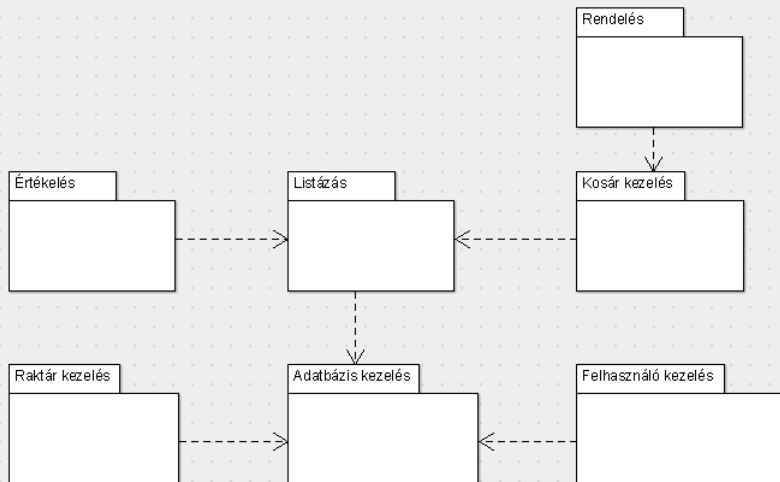 Rendelés
Értékelés
Listázás
Kosár kezelés
Raktár kezelés
Adatbázis kezelés
Felhasználó kezelés